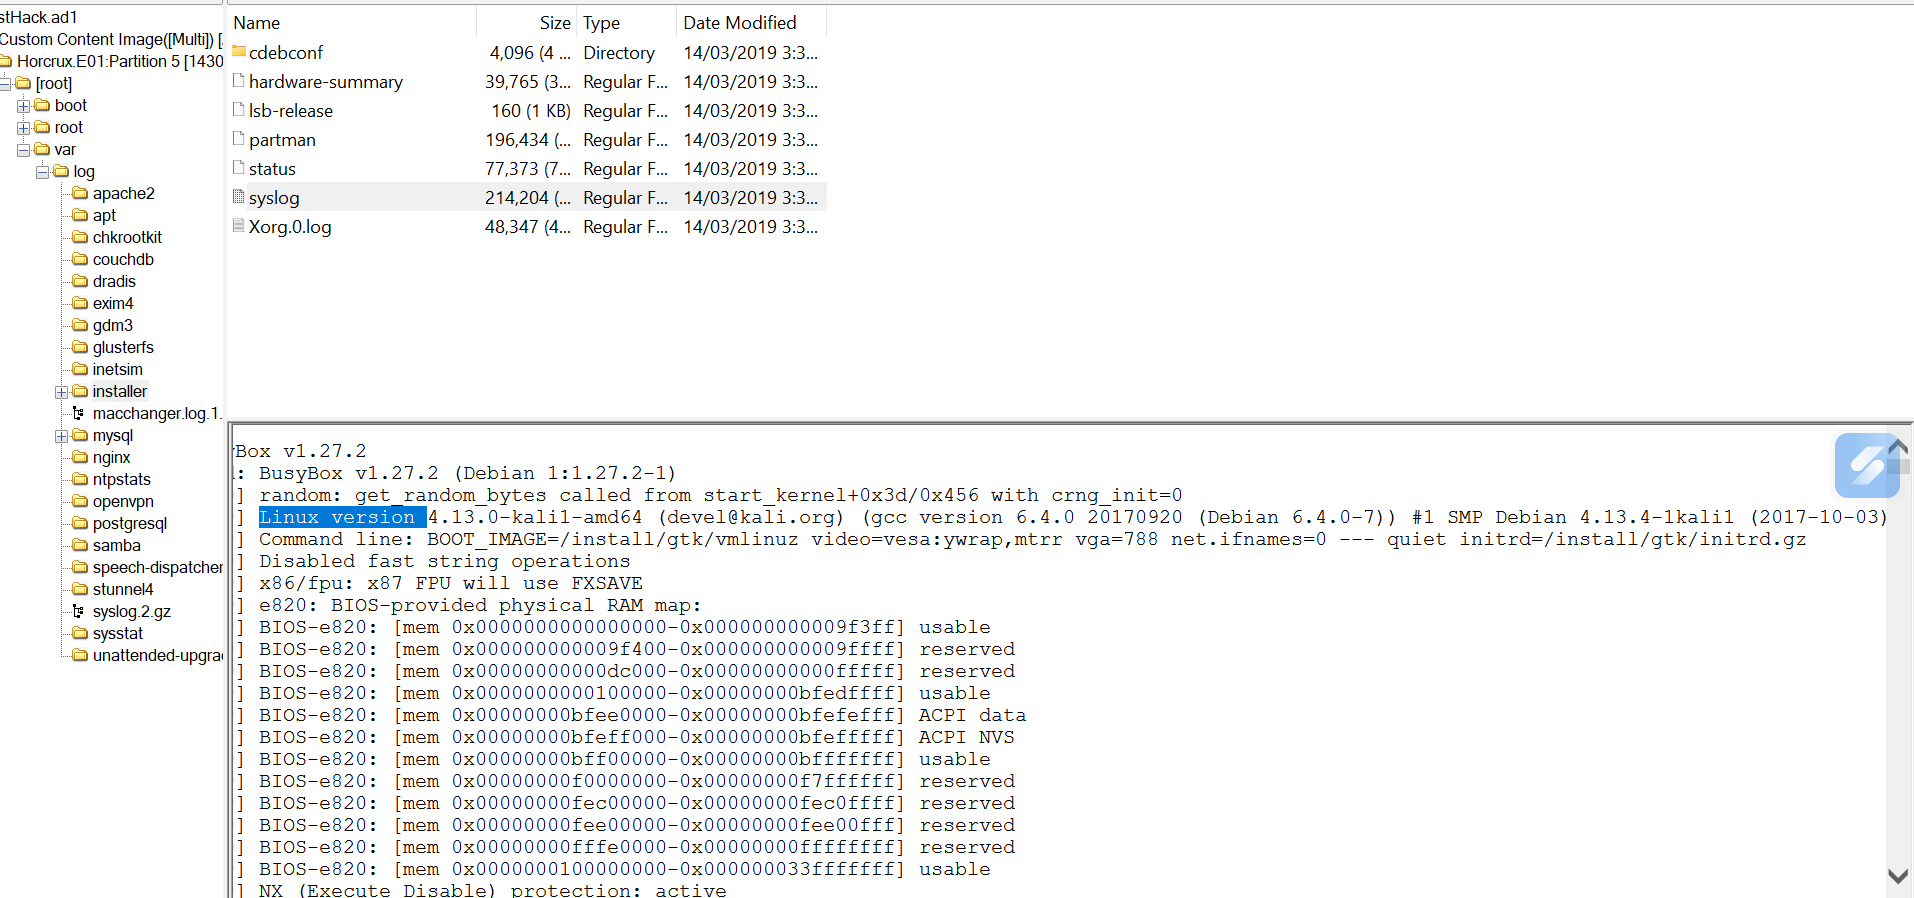 stHack.ad1
Custom Content Image([Multi]) [
Horcrux.E01:Partition 5 [1430
[root]
boot
root
var
log
apache2
apt
chkrootkit
couchdb
dradis
exim4
gdm3
glusterfs
inetsim
installer
macchanger.log.1.
mysql
nginx
ntpstats
openvpn
postgresql
samba
speech-dispatcher
stunnel4
syslog.2.gz
sysstat
unattended-upgra
Name Size Type Date Modified
cdebconf 4,096 (4 ... Directory 14/03/2019 3:3...
hardware-summary 39,765 (3... Regular F... 14/03/2019 3:3...
lsb-release 160 (1 KB) Regular F... 14/03/2019 3:3...
partman 196,434 (... Regular F... 14/03/2019 3:3...
status 77,373 (7... Regular F... 14/03/2019 3:3...
syslog 214,204 (... Regular F... 14/03/2019 3:3...
Xorg.0.log 48,347 (4... Regular F... 14/03/2019 3:3...
yBox v1.27.2
: BusyBox v1.27.2 (Debian 1:1.27.2-1)
] random: get_random_bytes called from start_kernel+0x3d/0x456 with crng_init=0
] Linux version 4.13.0-kali1-amd64 (devel@kali.org) (gcc version 6.4.0 20170920 (Debian 6.4.0-7)) #1 SMP Debian 4.13.4-1kali1 (2017-10-03)
] Command line: BOOT_IMAGE=/install/gtk/vmlinuz video=vesa:ywrap,mtrr vga=788 net.ifnames=0 --- quiet initrd=/install/gtk/initrd.gz
] Disabled fast string operations
] x86/fpu: x87 FPU will use FXSAVE
] e820: BIOS-provided physical RAM map:
] BIOS-e820: [mem 0x0000000000000000-0x000000000009f3ff] usable
] BIOS-e820: [mem 0x000000000009f400-0x000000000009ffff] reserved
] BIOS-e820: [mem 0x00000000000dc000-0x00000000000fffff] reserved
] BIOS-e820: [mem 0x0000000000100000-0x00000000bfedffff] usable
] BIOS-e820: [mem 0x00000000bfee0000-0x00000000bfefefff] ACPI data
] BIOS-e820: [mem 0x00000000bfeff000-0x00000000bfefffff] ACPI NVS
] BIOS-e820: [mem 0x00000000bff00000-0x00000000bfffffff] usable
] BIOS-e820: [mem 0x00000000f0000000-0x00000000f7ffffff] reserved
] BIOS-e820: [mem 0x00000000fec00000-0x00000000fec0ffff] reserved
] BIOS-e820: [mem 0x00000000fee00000-0x00000000fee00fff] reserved
] BIOS-e820: [mem 0x00000000fffe0000-0x00000000ffffffff] reserved
] BIOS-e820: [mem 0x0000000100000000-0x000000033fffffff] usable
] NX (Execute Disable) protection: active